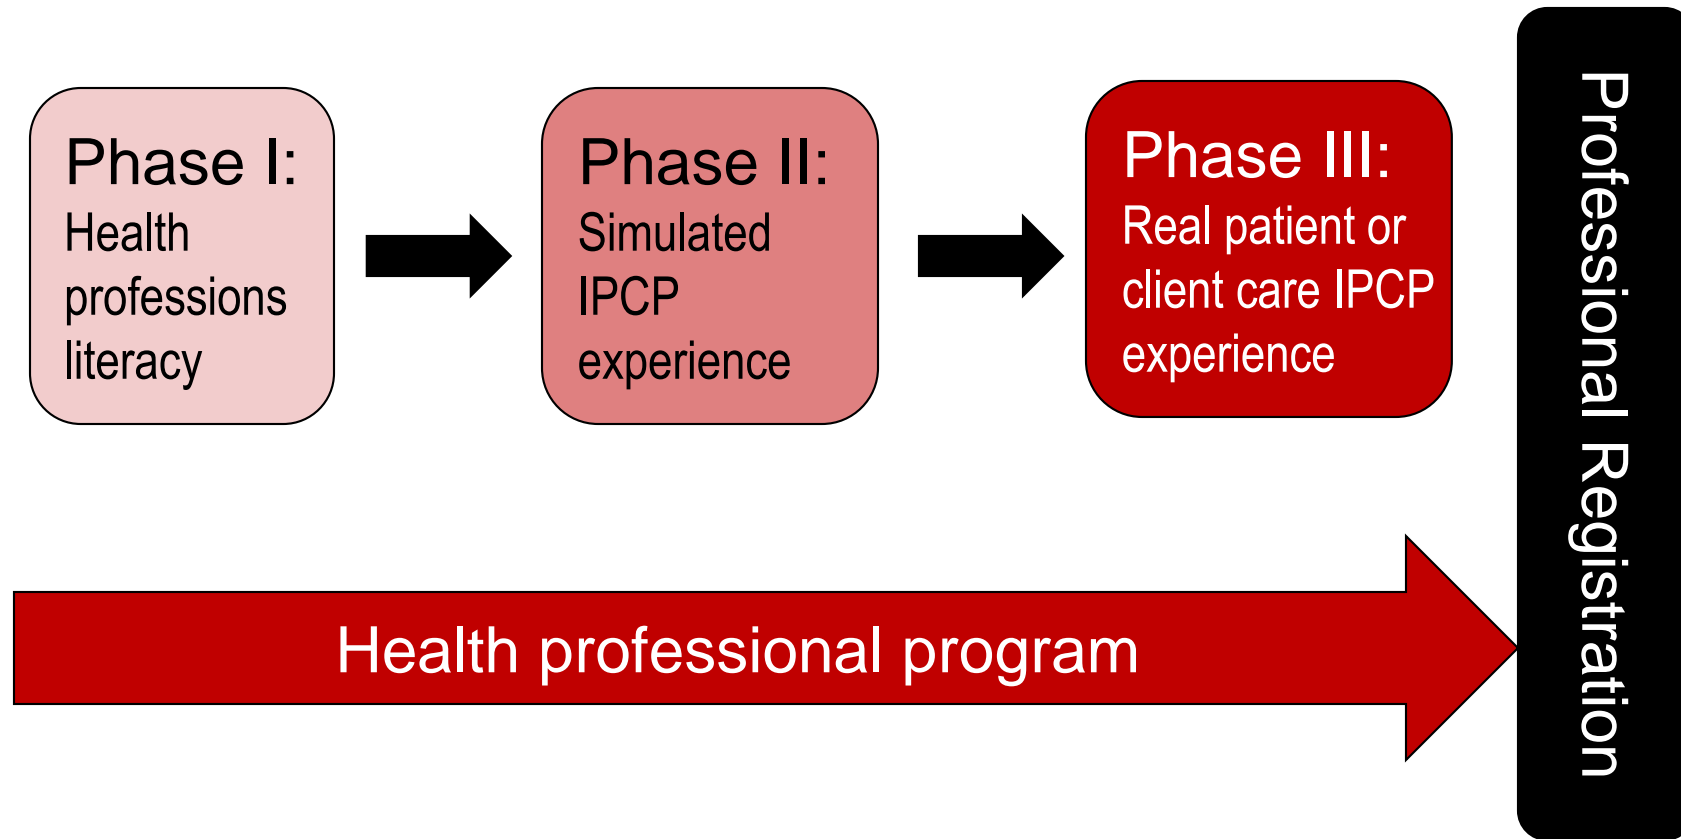 Phase I:
Health
professions
literacy
Phase II:
Simulated
IPCP
experience
Phase III:
Real patient or
client care IPCP
experience
Health professional program
Professional Registration